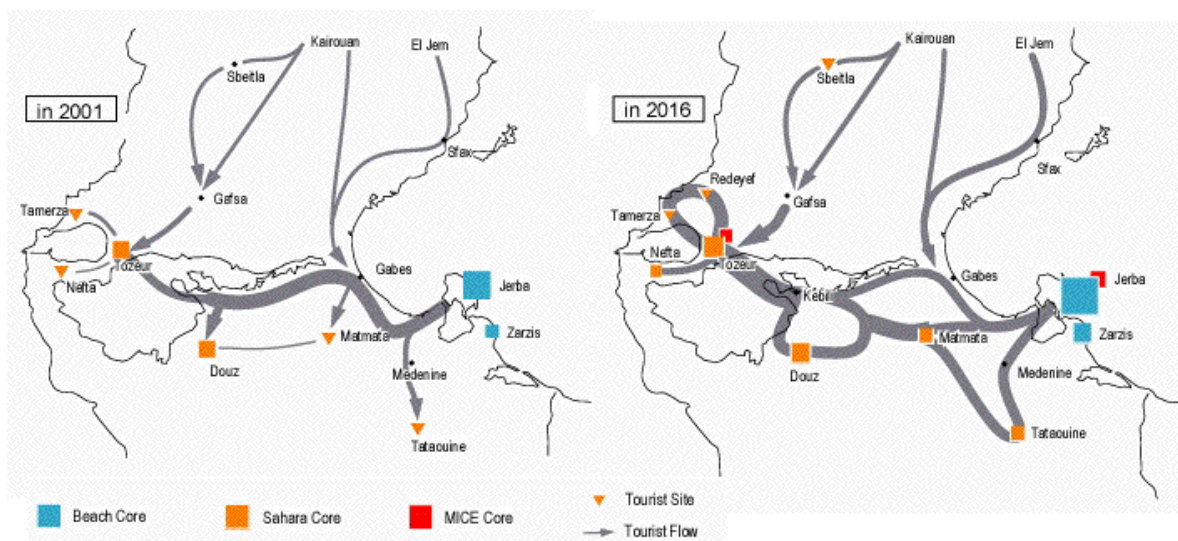 Kairouan
El Jem
Sbeitla
in 2001
Sfax
Gafsa
Tamerza
Tozeur
Nefta
Gabes
Jerba
Zarzis
Matmata
Douz
Medenine
Tataouine
Kairouan
El Jem
Sbeitla
in 2016
Sfax
Redeyef
Gafsa
Tamerza
Nefta
Tozeur
Kebili
Gabes
Jerba
Zarzis
Matmata
Douz
Medenine
Tataouine
Beach Core
Sahara Core
MICE Core
Tourist Site
Tourist Flow